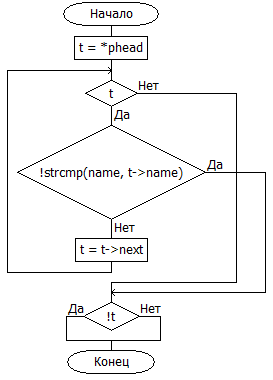 Начало
t = *phead
t
Нет
Да
!strcmp(name, t->name)
Да
Нет
t = t->next
Да
!t
Нет
Конец